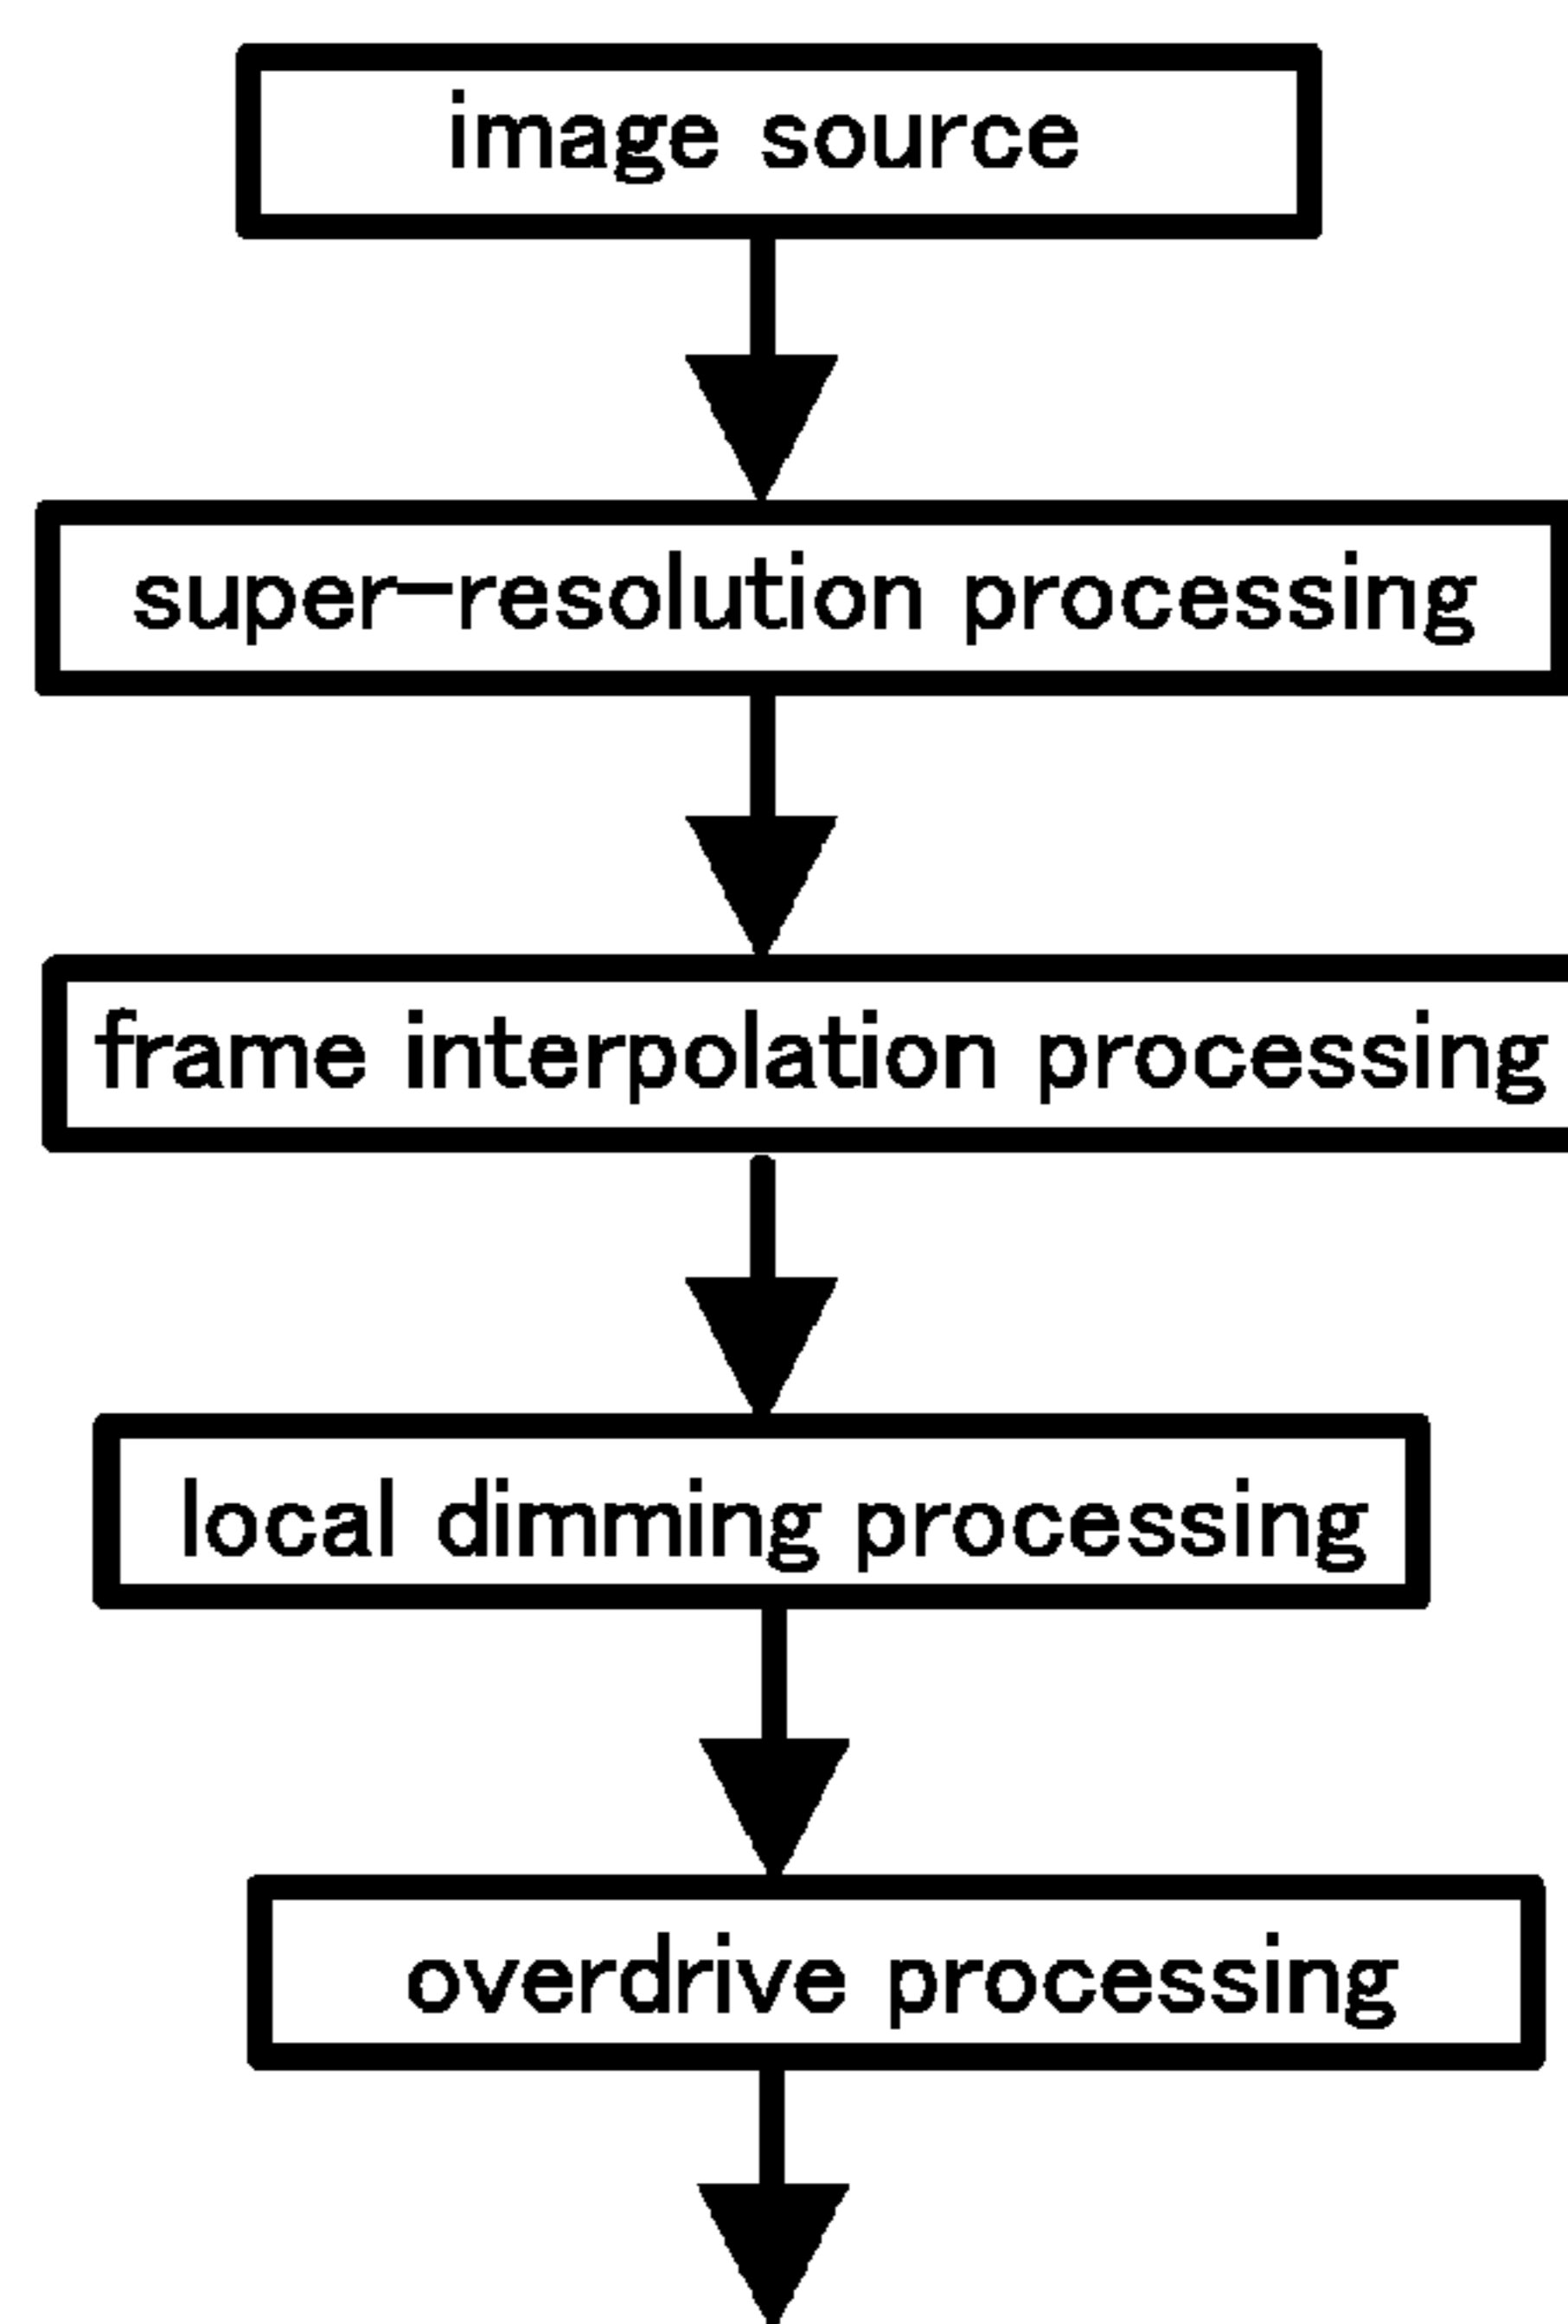 image source
super-resolution processing
frame interpolation processing
local dimming processing
overdrive processing